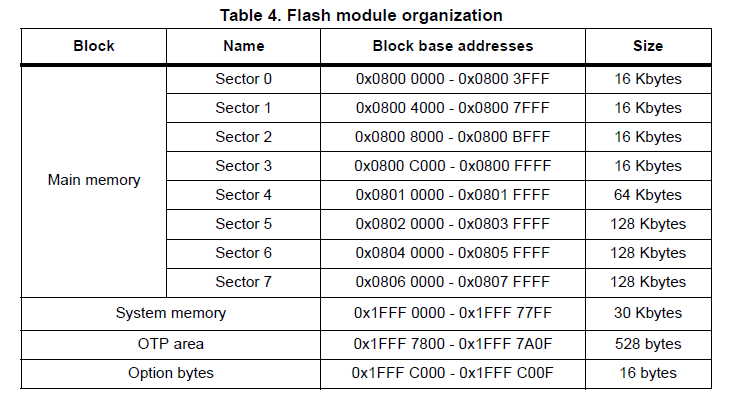 Table 4. Flash module organization
Block Name Block base addresses Size
Main memory
Sector 0 0x0800 0000 - 0x0800 3FFF 16 Kbytes
Sector 1 0x0800 4000 - 0x0800 7FFF 16 Kbytes
Sector 2 0x0800 8000 - 0x0800 BFFF 16 Kbytes
Sector 3 0x0800 C000 - 0x0800 FFFF 16 Kbytes
Sector 4 0x0801 0000 - 0x0801 FFFF 64 Kbytes
Sector 5 0x0802 0000 - 0x0803 FFFF 128 Kbytes
Sector 6 0x0804 0000 - 0x0805 FFFF 128 Kbytes
Sector 7 0x0806 0000 - 0x0807 FFFF 128 Kbytes
System memory 0x1FFF 0000 - 0x1FFF 77FF 30 Kbytes
OTP area 0x1FFF 7800 - 0x1FFF 7A0F 528 bytes
Option bytes 0x1FFF C000 - 0x1FFF C00F 16 bytes